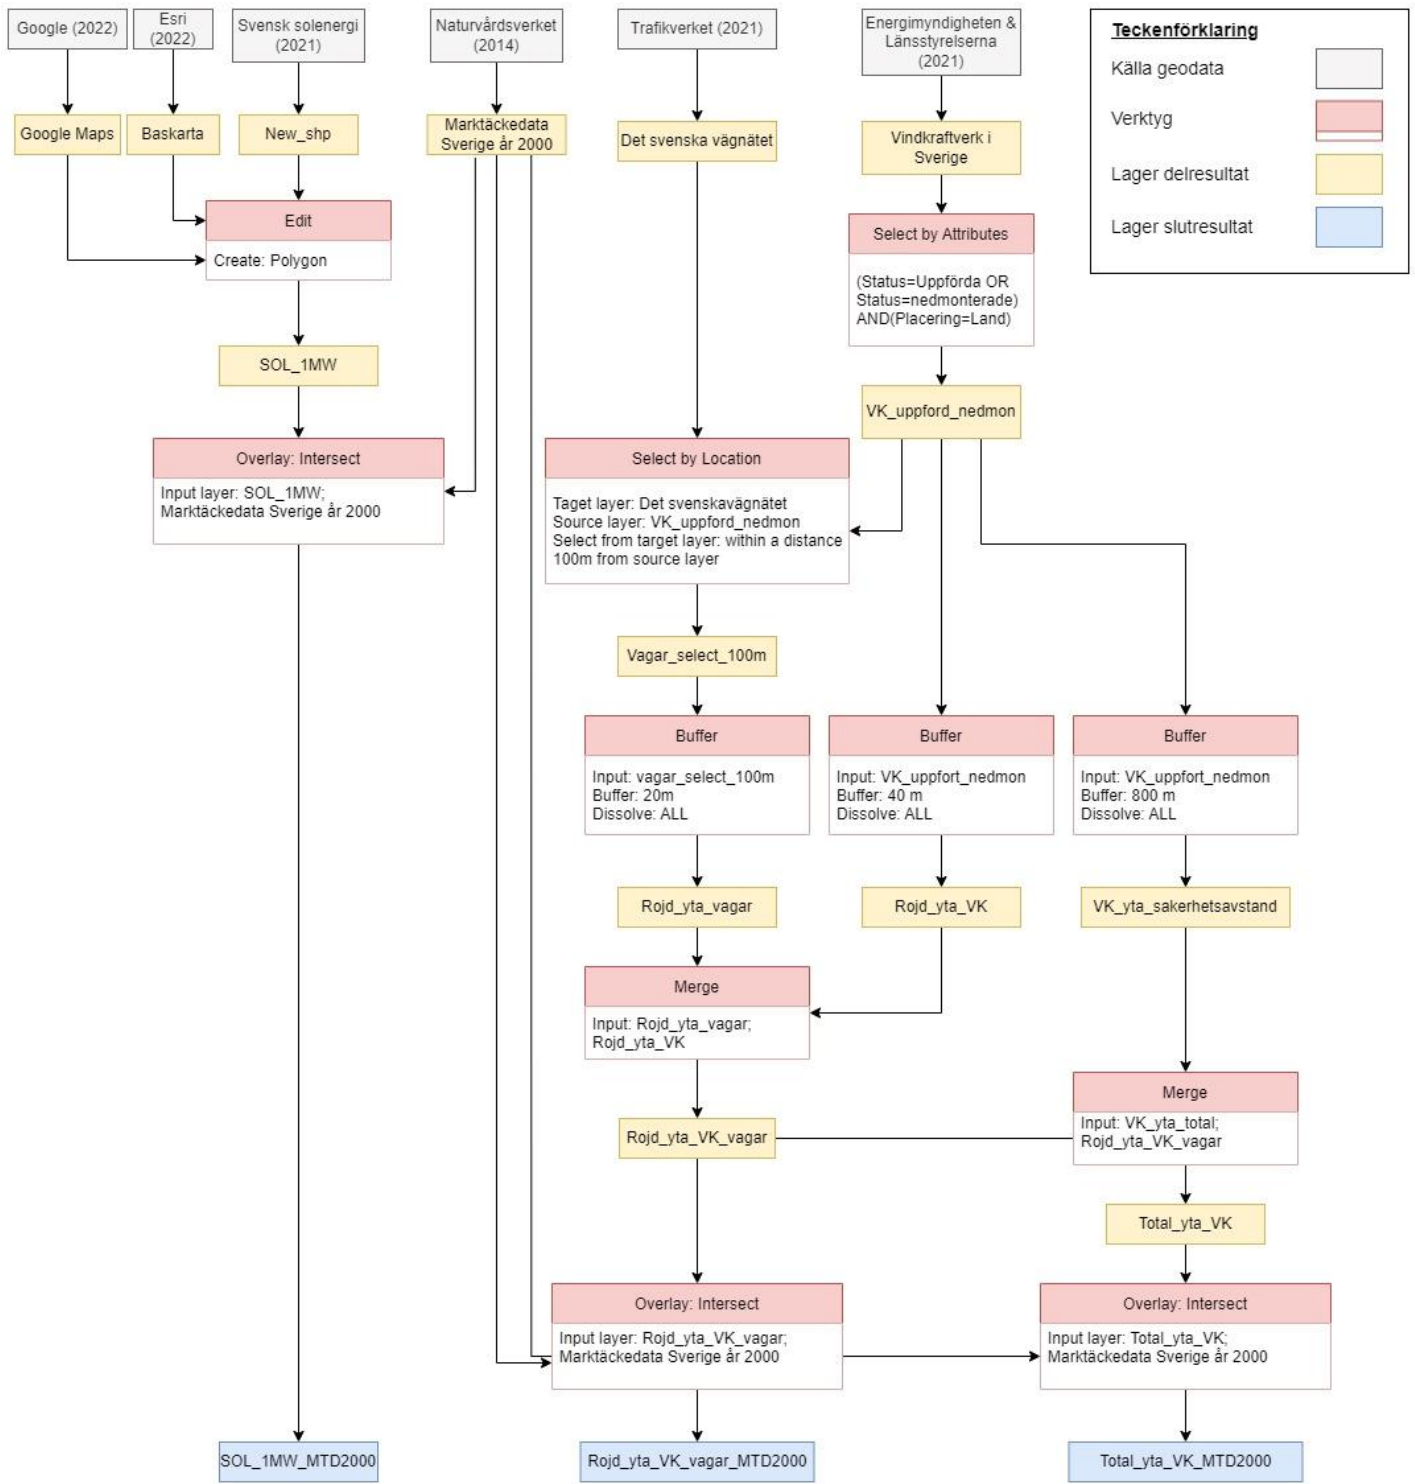 Google (2022)
Esri
(2022)
Svensk solenergi
(2021)
Naturvårdsverket
(2014)
Trafikverket (2021)
Energimyndigheten &
Länsstyrelserna
(2021)
Teckenförklaring
Källa geodata
Verktyg
Lager delresultat
Lager slutresultat
Google Maps
Baskarta
New_shp
Marktäckedata
Sverige år 2000
Det svenska vägnätet
Vindkraftverk i
Sverige
Edit
Create: Polygon
Select by Attributes
(Status=Uppförda OR
Status=nedmonterade)
AND(Placering=Land)
SOL_1MW
VK_uppford_nedmon
Overlay: Intersect
Input layer: SOL_1MW;
Marktäckedata Sverige år 2000
Select by Location
Taget layer: Det svenskavägnätet
Source layer: VK_uppford_nedmon
Select from target layer: within a distance
100m from source layer
Vagar_select_100m
Buffer
Input: vagar_select_100m
Buffer: 20m
Dissolve: ALL
Buffer
Input: VK_uppfort_nedmon
Buffer: 40 m
Dissolve: ALL
Buffer
Input: VK_uppfort_nedmon
Buffer: 800 m
Dissolve: ALL
Rojd_yta_vagar
Rojd_yta_VK
VK_yta_sakerhetsavstand
Merge
Input: Rojd_yta_vagar;
Rojd_yta_VK
Merge
Input: VK_yta_total;
Rojd_yta_VK_vagar
Rojd_yta_VK_vagar
Total_yta_VK
Overlay: Intersect
Input layer: Rojd_yta_VK_vagar;
Marktäckedata Sverige år 2000
Overlay: Intersect
Input layer: Total_yta_VK;
Marktäckedata Sverige år 2000
SOL_1MW_MTD2000
Rojd_yta_VK_vagar_MTD2000
Total_yta_VK_MTD2000